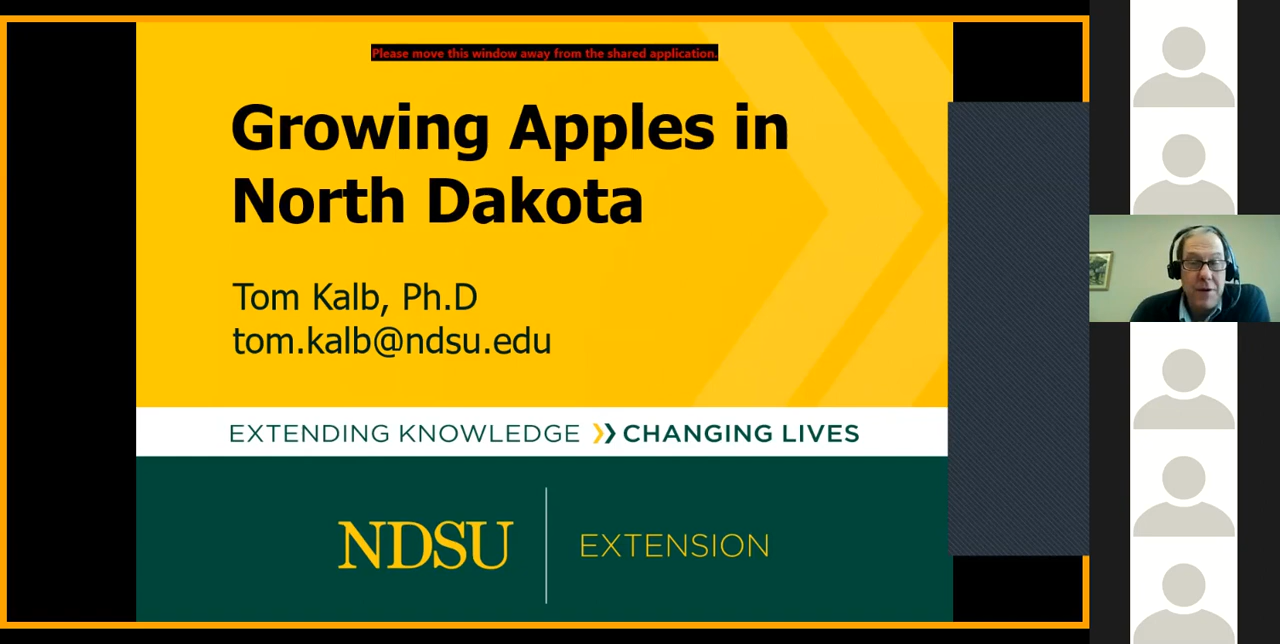 Please move this window away from the shared application.
Growing Apples in
North Dakota
Tom Kalb, Ph.D
tom.kalb@ndsu.edu
EXTENDING KNOWLEDGE CHANGING LIVES
NDSU EXTENSION